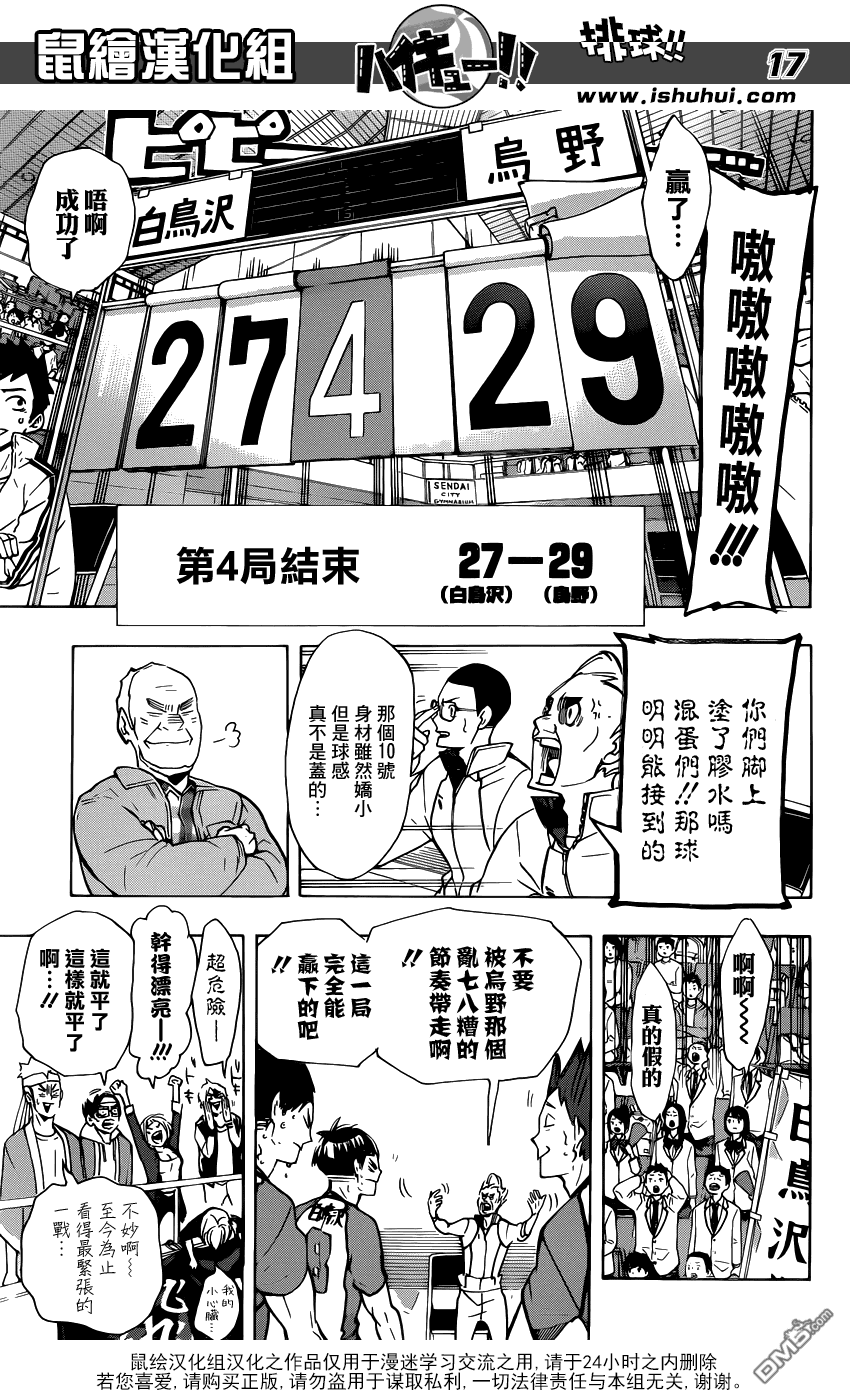 鼠繪漢化組
ハイキュー!!
排球!!
17
www.ishuhui.com
ピピー
烏野
白鳥沢
贏了…
嗷嗷嗷嗷嗷!!!
唔啊
成功了
27 4 29
SENDAI
CITY
GYMNASIUM
第4局結束
27—29
(白鳥沢)
(烏野)
你們脚上
塗了膠水嗎
混蛋們!!那球
明明能接到的
那個10號
身材雖然嬌小
但是球感
真不是蓋的…
啊啊~~
真的假的
白鳥沢
不要
被烏野那個
亂七八糟的
節奏帶走啊
!!
這一局
完全能
贏下的吧
!!
白鳥沢
8
超危險ー
幹得漂亮—!!!
這就平了
這樣就平了
啊…!!
不妙啊~
至今為止
看得最緊張的
一戰…
我的
小心臟…
鼠绘汉化组汉化之作品仅用于漫迷学习交流之用, 请于24小时之内删除
若您喜爱, 请购买正版, 请勿盗用于谋取私利, 一切法律责任与本组无关, 谢谢.
DM5.com